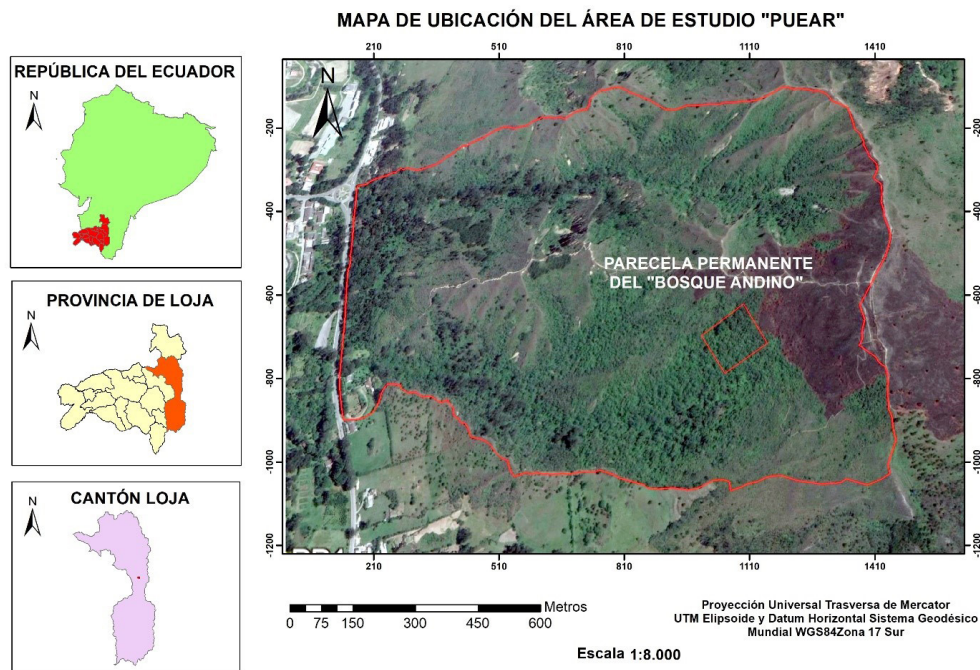 MAPA DE UBICACIÓN DEL ÁREA DE ESTUDIO "PUEAR"
REPÚBLICA DEL ECUADOR
N
PROVINCIA DE LOJA
N
CANTÓN LOJA
N
210 510 810 1110 1410
N
-200
-400
-600
-800
-1000
-1200
PARECELA PERMANENTE
DEL "BOSQUE ANDINO"
-200
-400
-600
-800
-1000
-1200
210 510 810 1110 1410
Metros
0 75 150 300 450 600
Escala 1:8.000
Proyección Universal Trasversa de Mercator
UTM Elipsoide y Datum Horizontal Sistema Geodésico
Mundial WGS84Zona 17 Sur